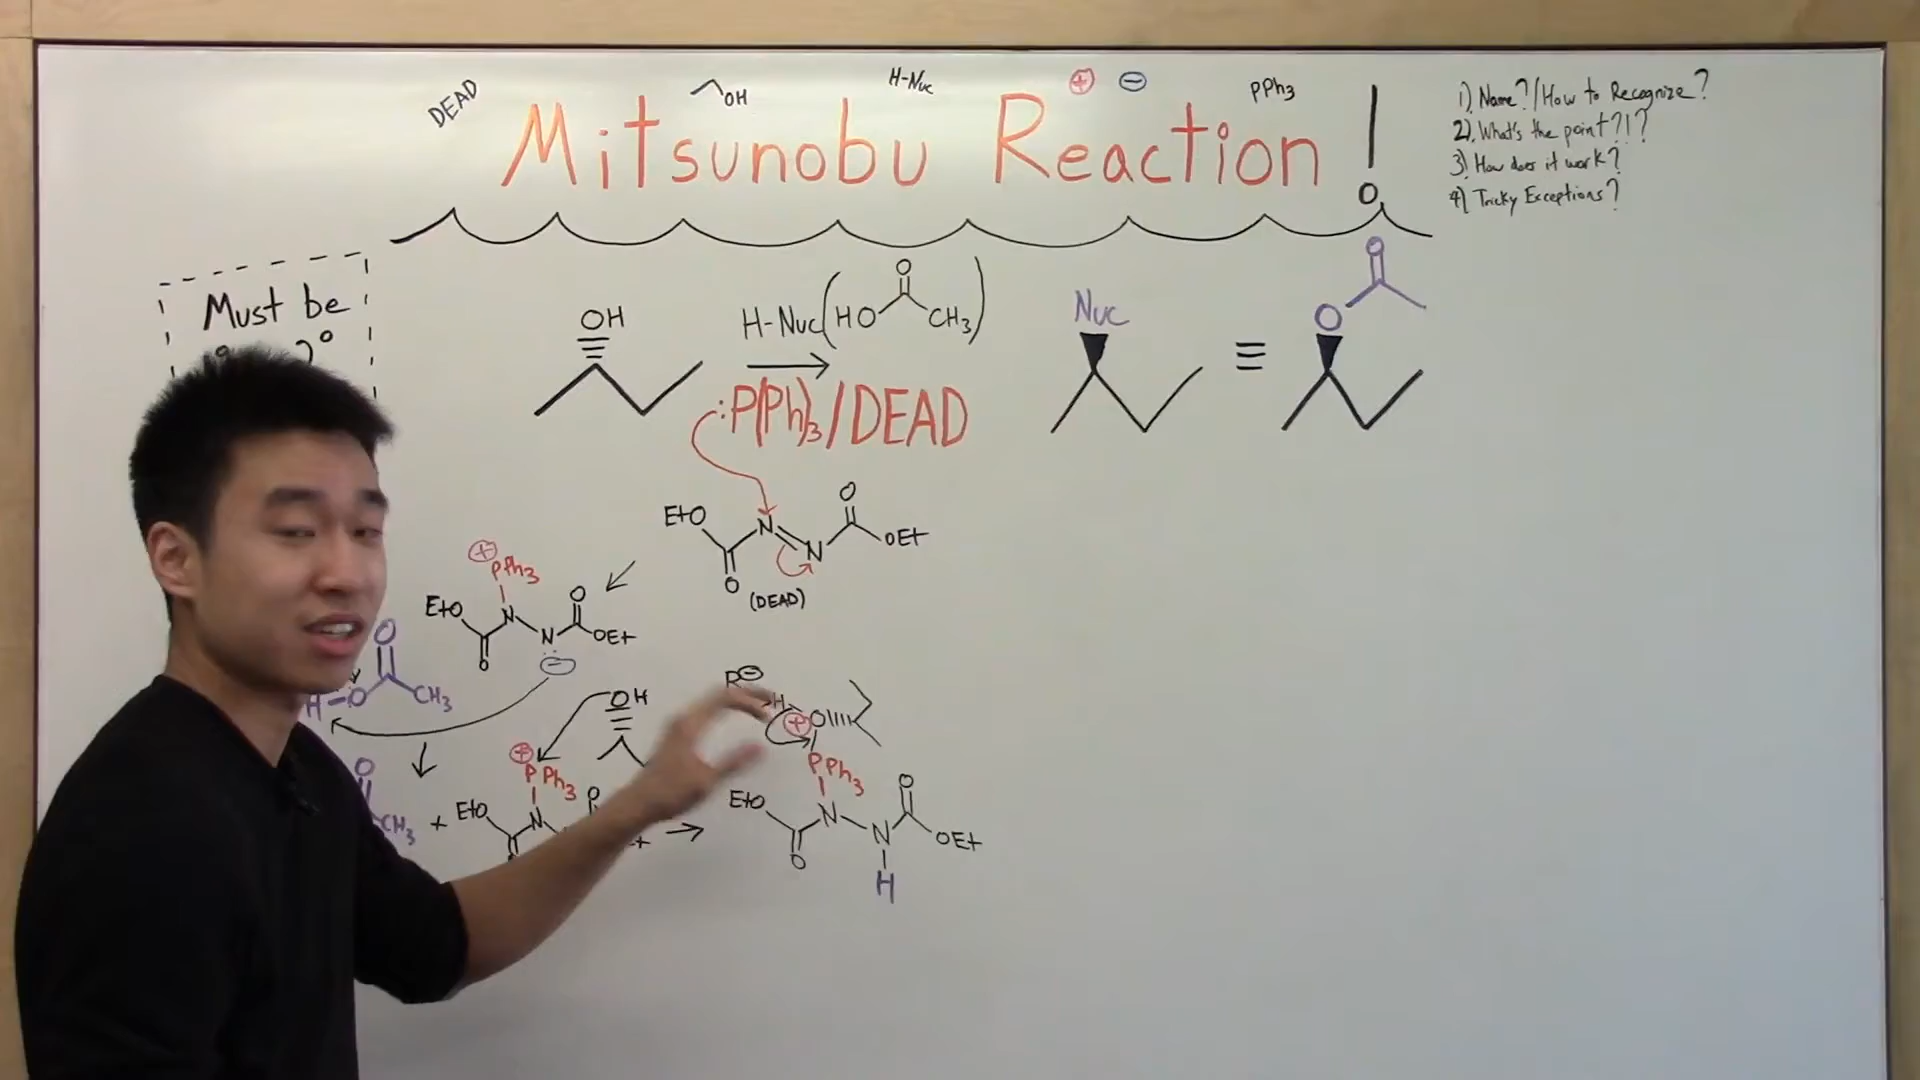 DEAD
OH
H-Nuc
+
−
PPh3
Mitsunobu Reaction!
1) Name?/How to Recognize?
2). What's the point?!?
3) How does it work?
4) Tricky Exceptions?
Must be
2°
OH
H-Nuc(HO O CH3)
:P(Ph)3/DEAD
Nuc
≡
O
O
EtO N N O OEt
O
(DEAD)
+
PPh3
EtO N N O OEt
O
−
O
H-O CH3
OH
+
PPh3
O
CH3
+
EtO N
R−
H
+
O
PPh3
EtO N N O OEt
O
H